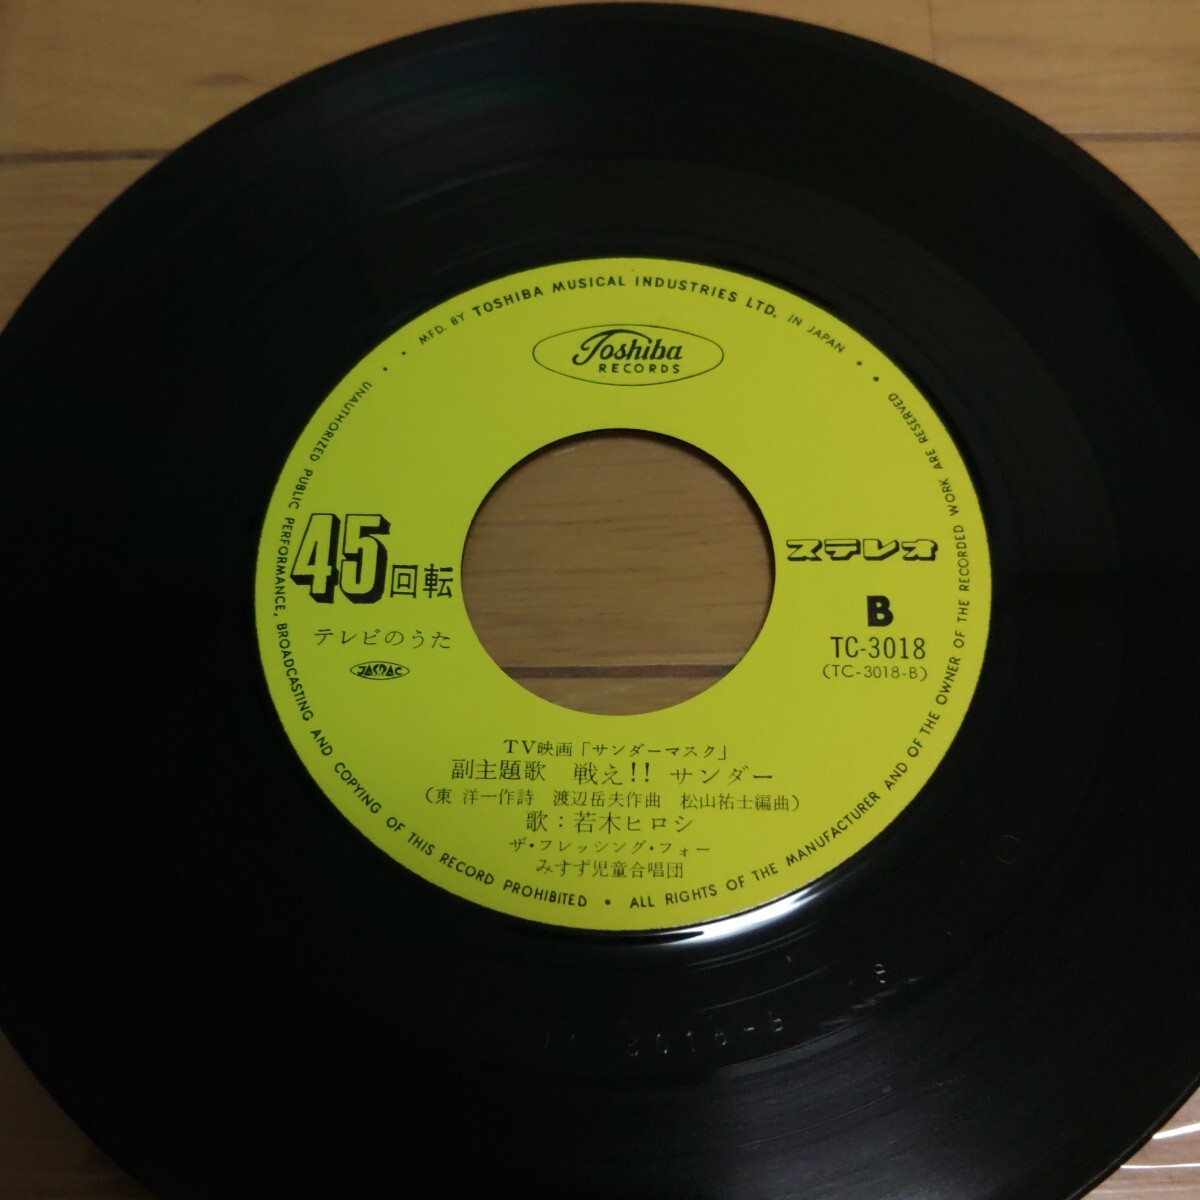 MFD. BY TOSHIBA MUSICAL INDUSTRIES LTD. IN JAPAN
Toshiba
RECORDS
45回転
テレビのうた
JASRAC
ステレオ
B
TC-3018
(TC-3018-B)
TV映画「サンダーマスク」
副主題歌 戦え!! サンダー
(東 洋一作詩 渡辺岳夫作曲 松山祐士編曲)
歌:若木ヒロシ
ザ・フレッシング・フォー
みすず児童合唱団
UNAUTHORIZED PUBLIC PERFORMANCE, BROADCASTING AND COPYING OF THIS RECORD PROHIBITED • ALL RIGHTS OF THE MANUFACTURER AND OF THE OWNER OF THE RECORDED WORK ARE RESERVED